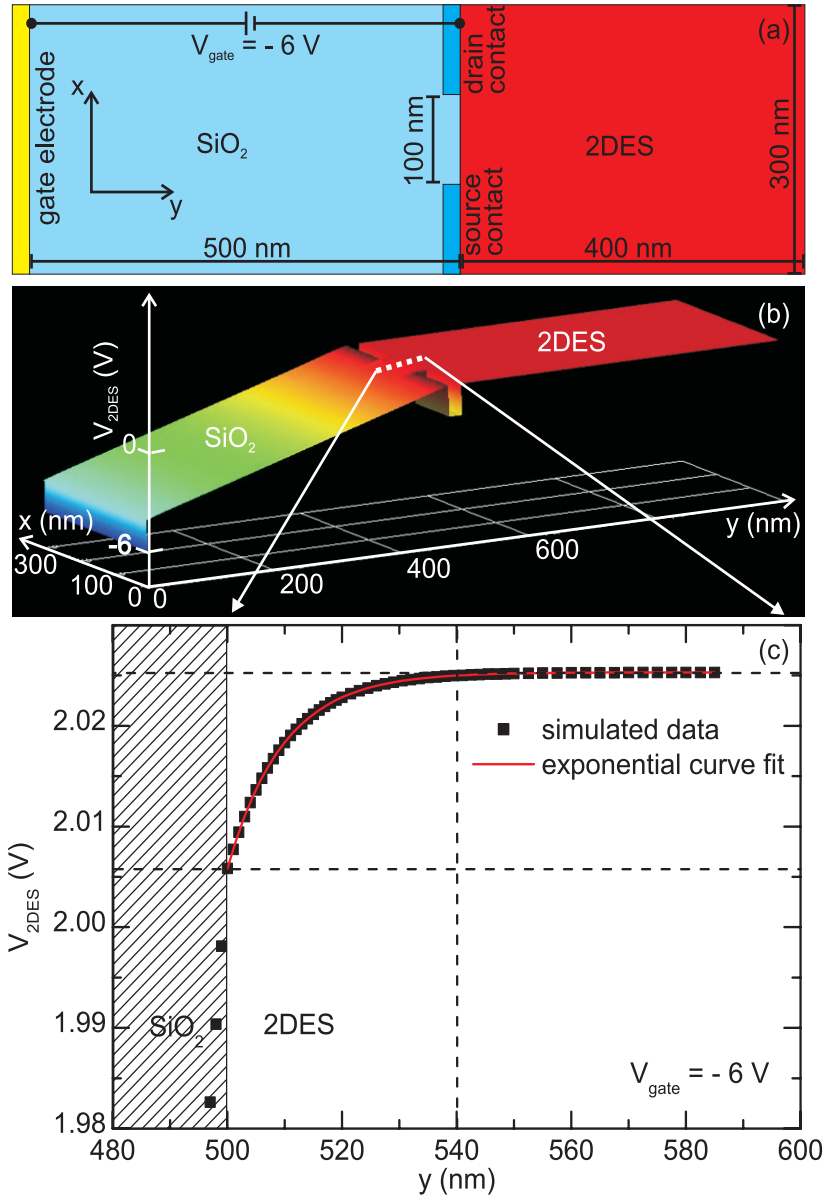 (a)
V_gate = - 6 V
drain contact
x
gate electrode
SiO₂
100 nm
2DES
300 nm
y
source contact
500 nm
400 nm
(b)
V_2DES (V)
2DES
0
SiO₂
x (nm)
y (nm)
-6
600
300
400
100
200
0
0
(c)
2.02
simulated data
exponential curve fit
2.01
V_2DES (V)
2.00
1.99
SiO₂
2DES
V_gate = - 6 V
1.98
480
500
520
540
560
580
600
y (nm)